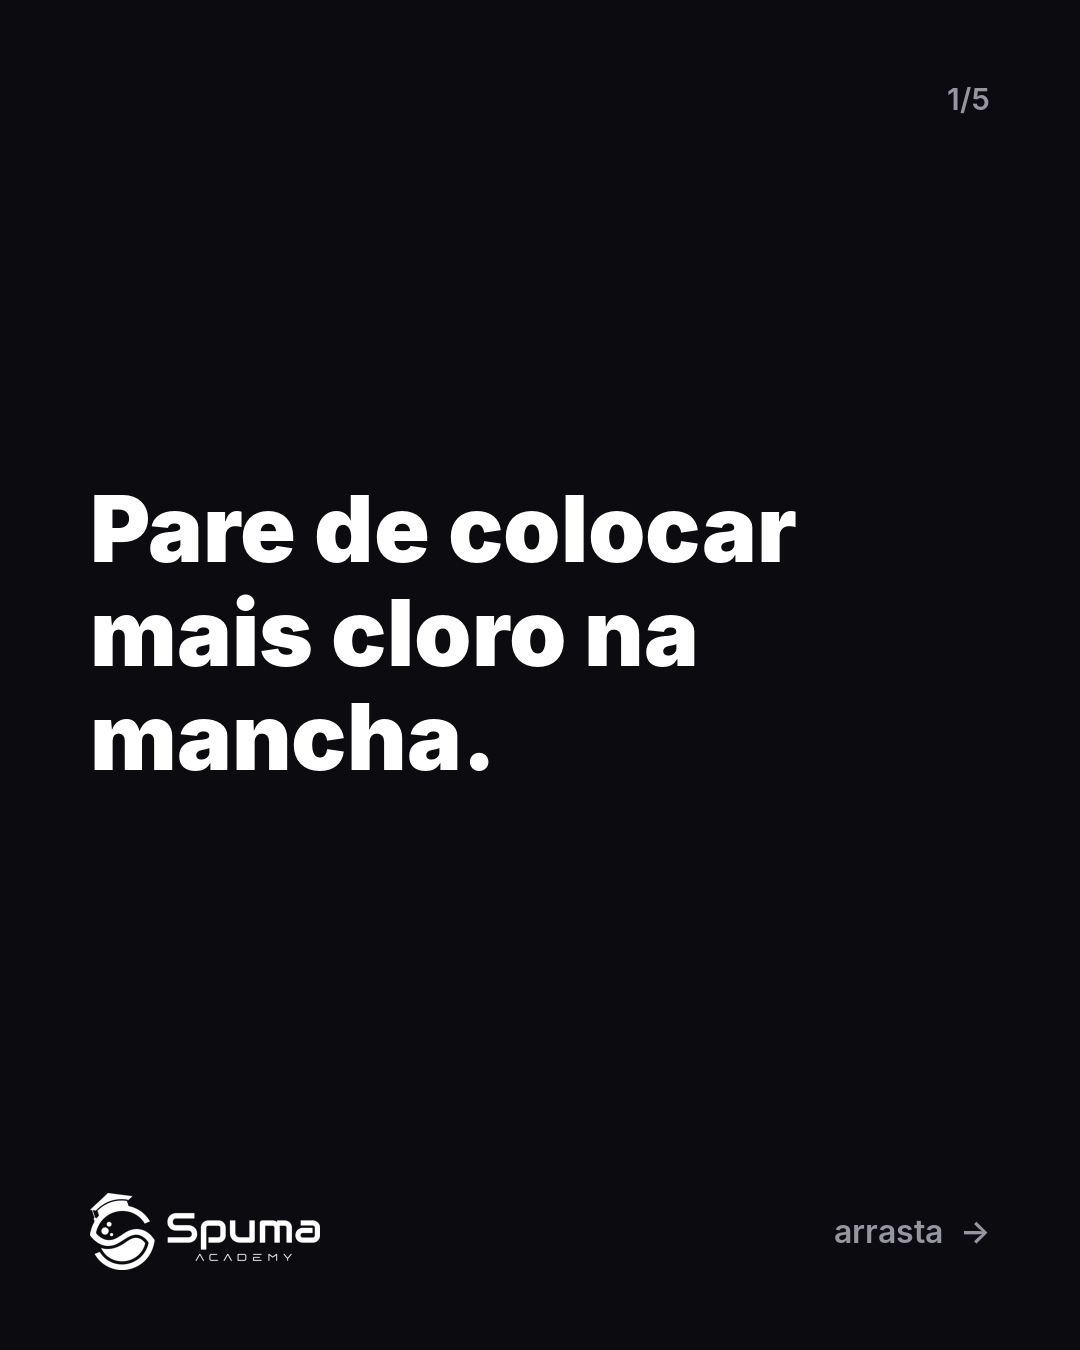 1/5
Pare de colocar
mais cloro na
mancha.
Spuma
ACADEMY
arrasta →